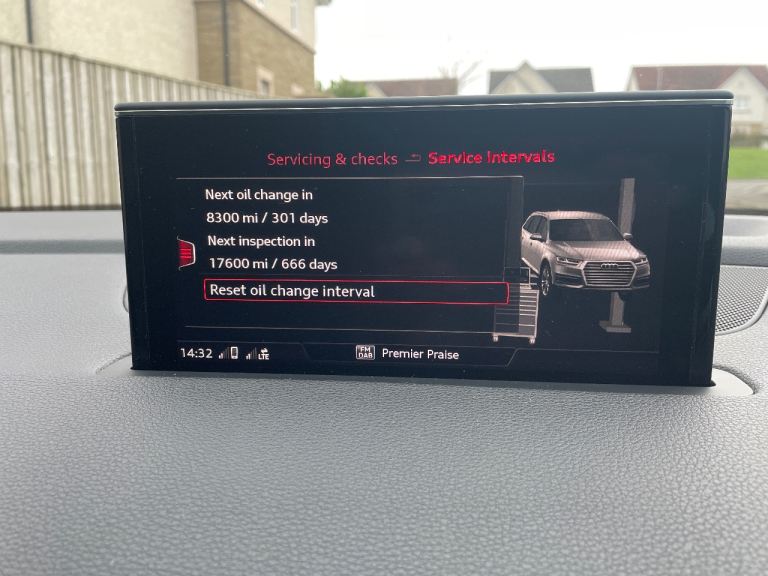 Servicing & checks Service intervals
Next oil change in
8300 mi / 301 days
Next inspection in
17600 mi / 666 days
Reset oil change interval
14:32 LTE FM DAB Premier Praise